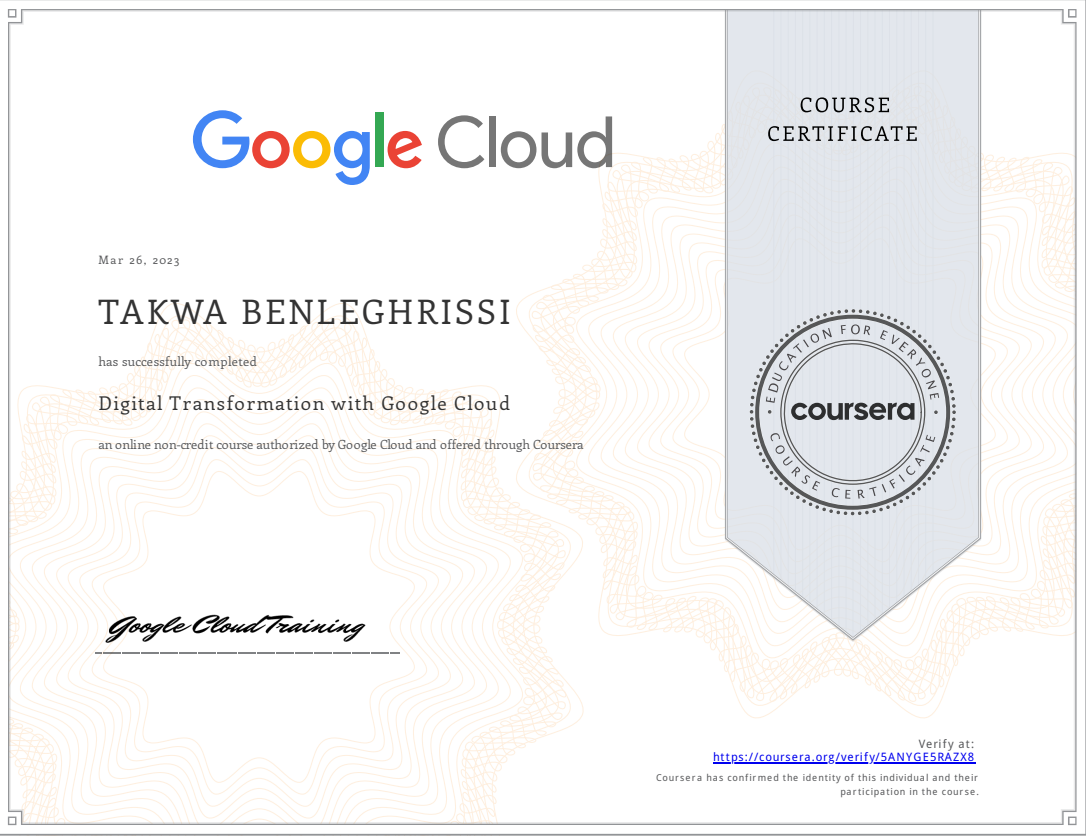 Google Cloud
COURSE
CERTIFICATE
Mar 26, 2023
TAKWA BENLEGHRISSI
has successfully completed
Digital Transformation with Google Cloud
an online non-credit course authorized by Google Cloud and offered through Coursera
EDUCATION FOR EVERYONE
coursera
COURSE CERTIFICATE
Google Cloud Training
Verify at:
https://coursera.org/verify/5ANYGE5RAZX8
Coursera has confirmed the identity of this individual and their
participation in the course.